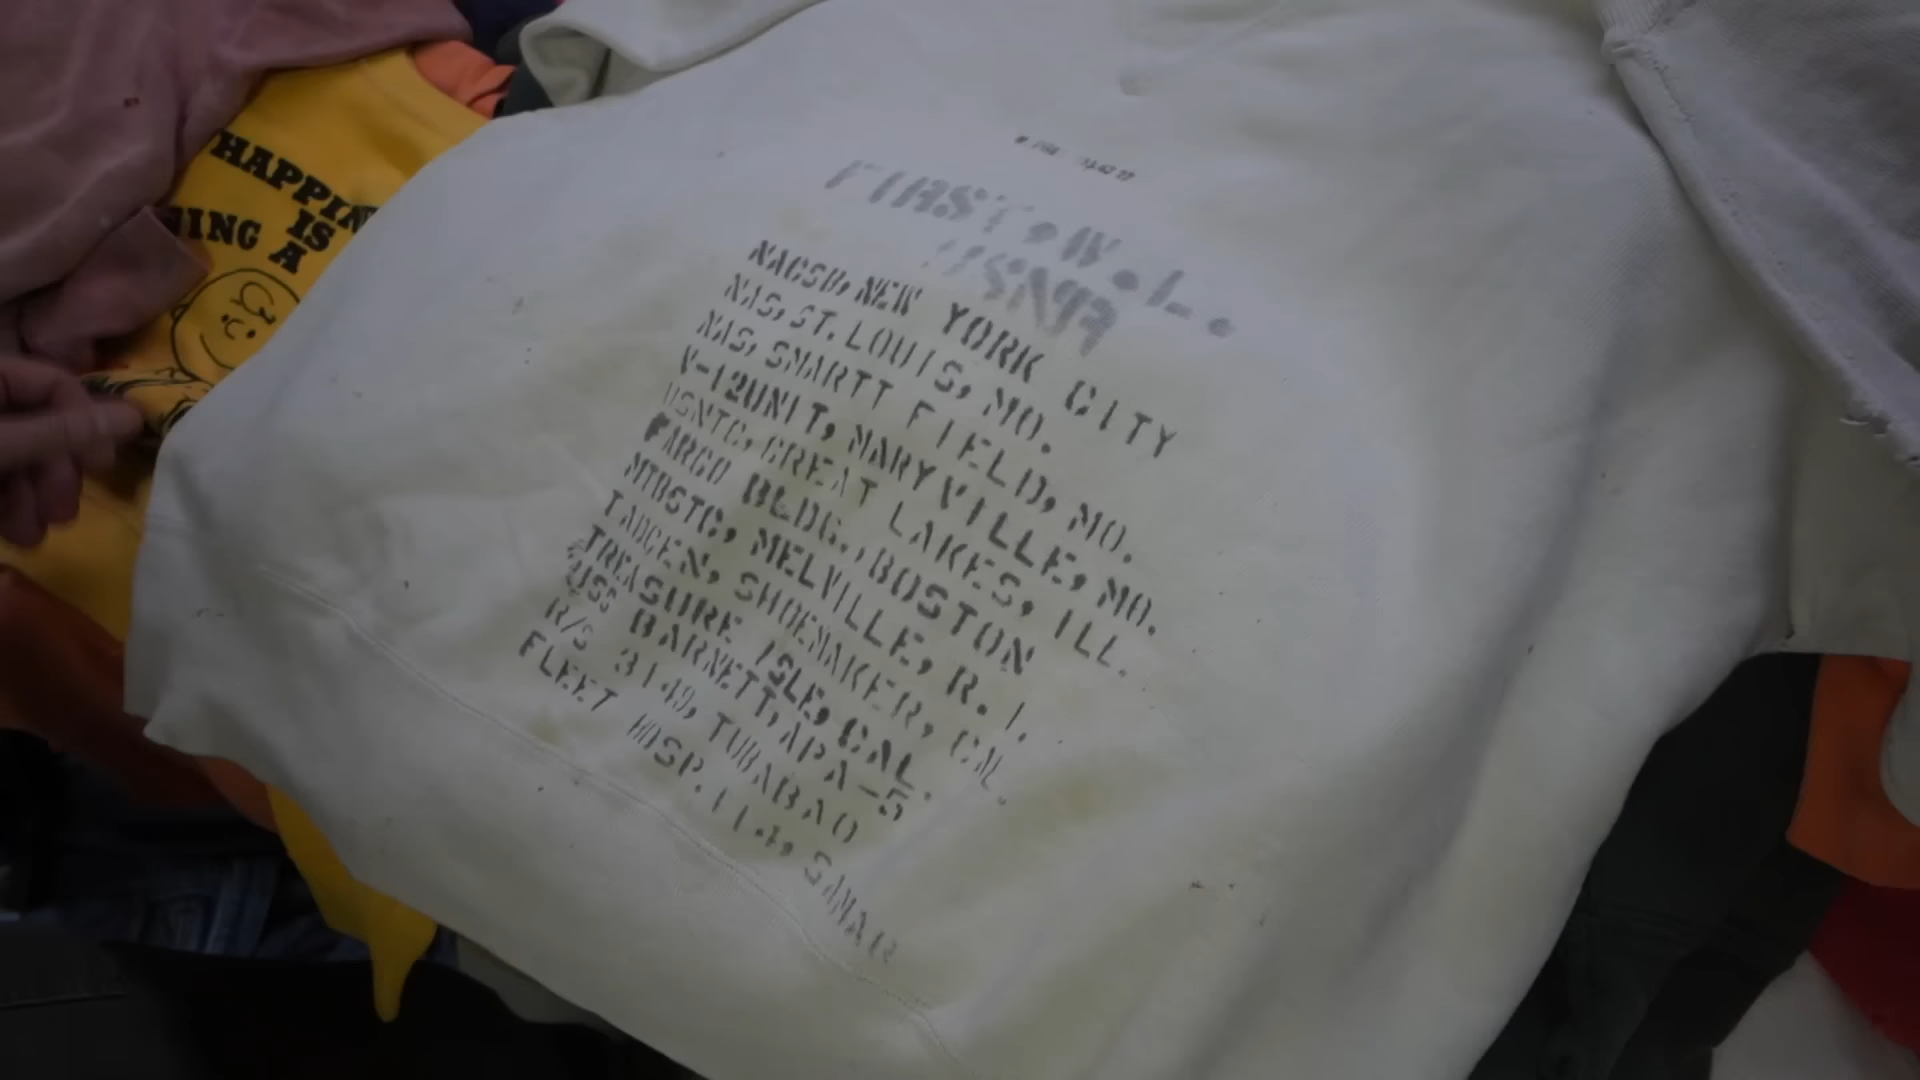 HAPPIN
IS
ING A
FIRST, W. L.
USNR
NACSB, NEW YORK CITY
NAS, ST. LOUIS, MO.
NAS, SMARTT FIELD, MO.
V-12 UNIT, MARYVILLE, MO.
USNTC, GREAT LAKES, ILL.
FARGO BLDG., BOSTON
MTBSTC, MELVILLE, R. I.
TADCEN, SHOEMAKER, CAL.
TREASURE ISLE, CAL.
USS BARNETT, APA-5
R/S 3149, TUBABAO
FLEET HOSP. 114, SAMAR